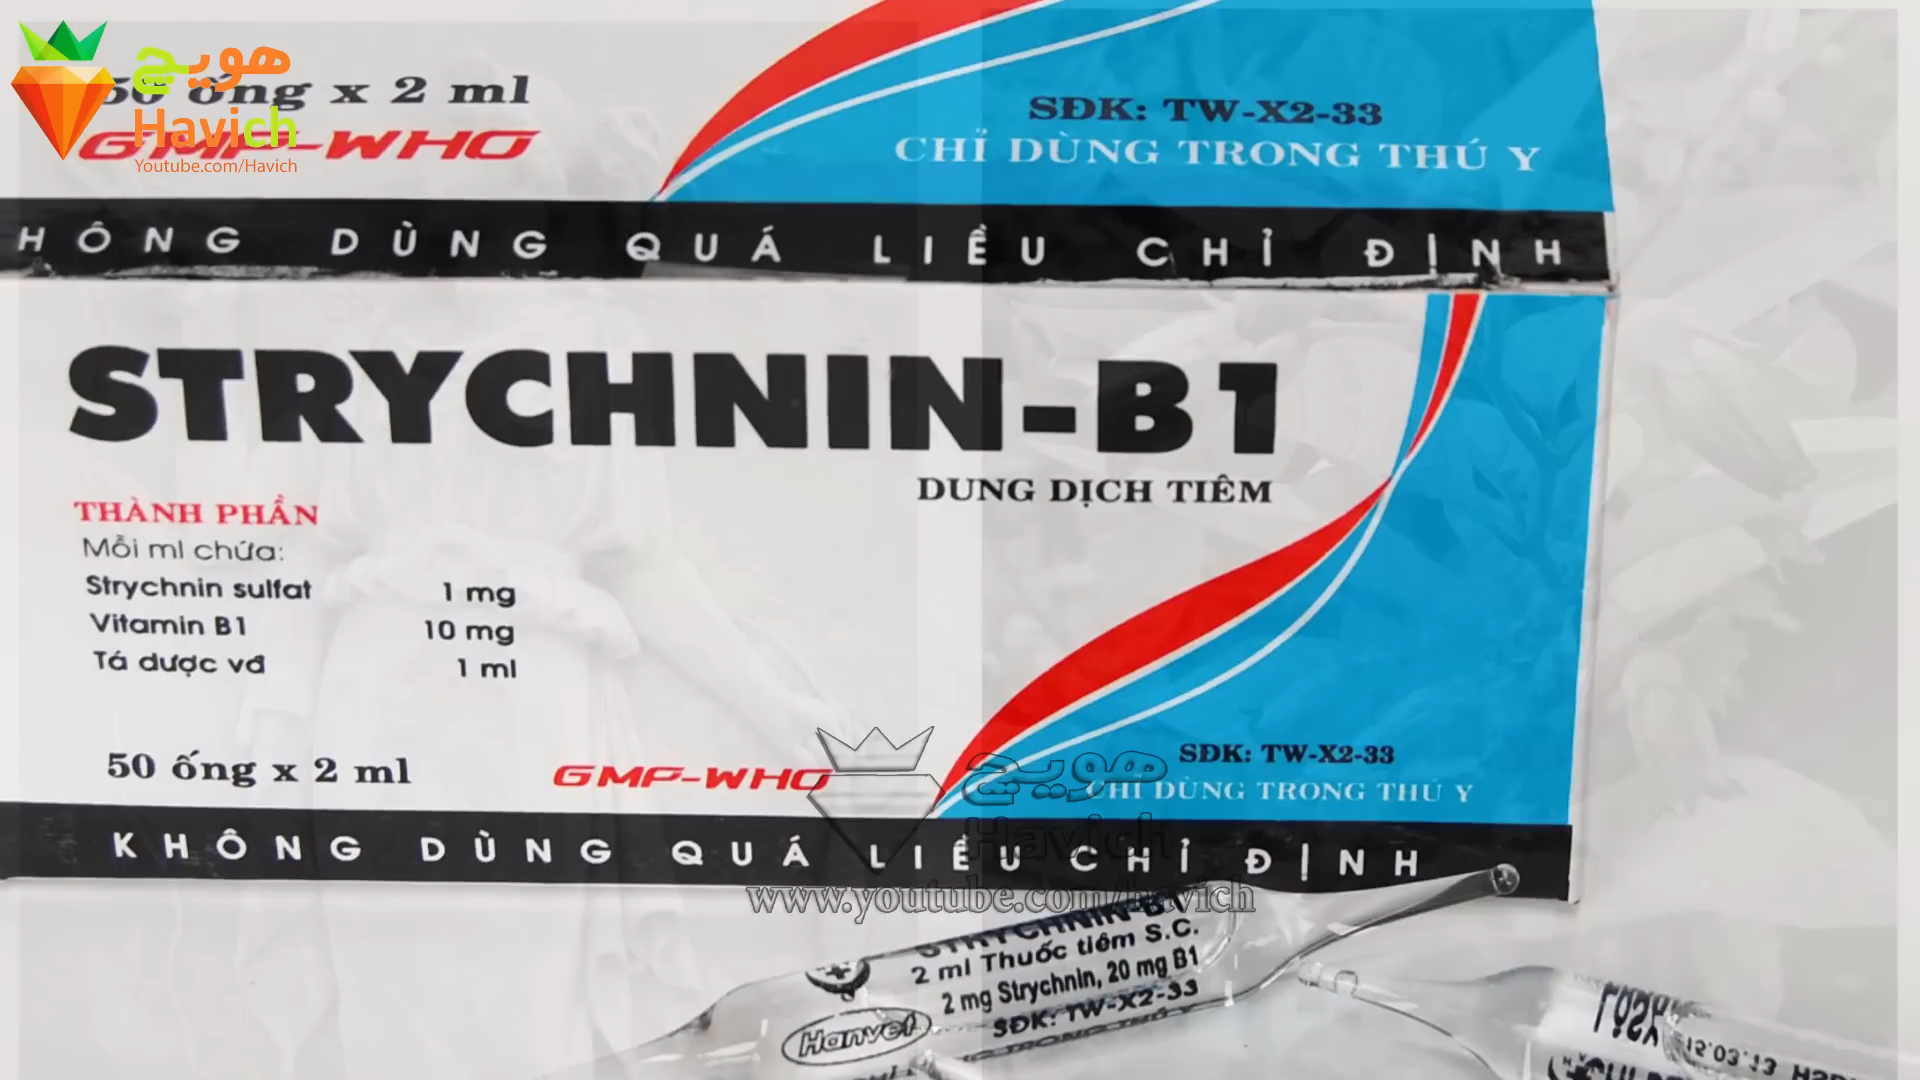 هویج
Havich
Youtube.com/Havich
50 ống x 2 ml
GMP-WHO
SĐK: TW-X2-33
CHỈ DÙNG TRONG THÚ Y
HÔNG DÙNG QUÁ LIỀU CHỈ ĐỊNH
STRYCHNIN-B1
DUNG DỊCH TIÊM
THÀNH PHẦN
Mỗi ml chứa:
Strychnin sulfat 1 mg
Vitamin B1 10 mg
Tá dược vđ 1 ml
50 ống x 2 ml
GMP-WHO
SĐK: TW-X2-33
CHỈ DÙNG TRONG THÚ Y
هویج
Havich
KHÔNG DÙNG QUÁ LIỀU CHỈ ĐỊNH
www.youtube.com/havich
STRYCHNIN-B1
2 ml Thuốc tiêm S.C.
2 mg Strychnin, 20 mg B1
SĐK: TW-X2-33
Hanvet